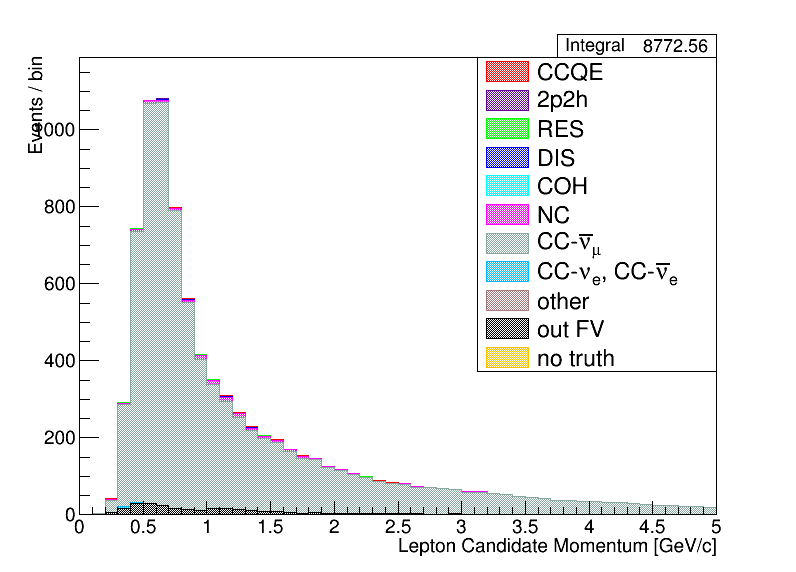 Integral 8772.56
Events / bin
CCQE
2p2h
RES
DIS
COH
NC
CC-ν̅μ
CC-νe, CC-ν̅e
other
out FV
no truth
1000
800
600
400
200
0
0 0.5 1 1.5 2 2.5 3 3.5 4 4.5 5
Lepton Candidate Momentum [GeV/c]